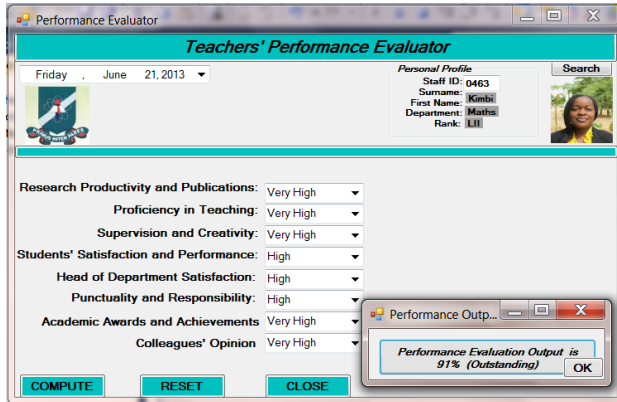 Performance Evaluator
Teachers' Performance Evaluator
Friday , June 21, 2013
Personal Profile
Search
Staff ID: 0463
Surname:
First Name: Kimbi
Department: Maths
Rank: LII
PRIMUS INTER PARES
Research Productivity and Publications: Very High
Proficiency in Teaching: Very High
Supervision and Creativity: Very High
Students' Satisfaction and Performance: High
Head of Department Satisfaction: High
Punctuality and Responsibility: High
Academic Awards and Achievements Very High
Colleagues' Opinion Very High
Performance Outp...
Performance Evaluation Output is
91% (Outstanding)
OK
COMPUTE RESET CLOSE